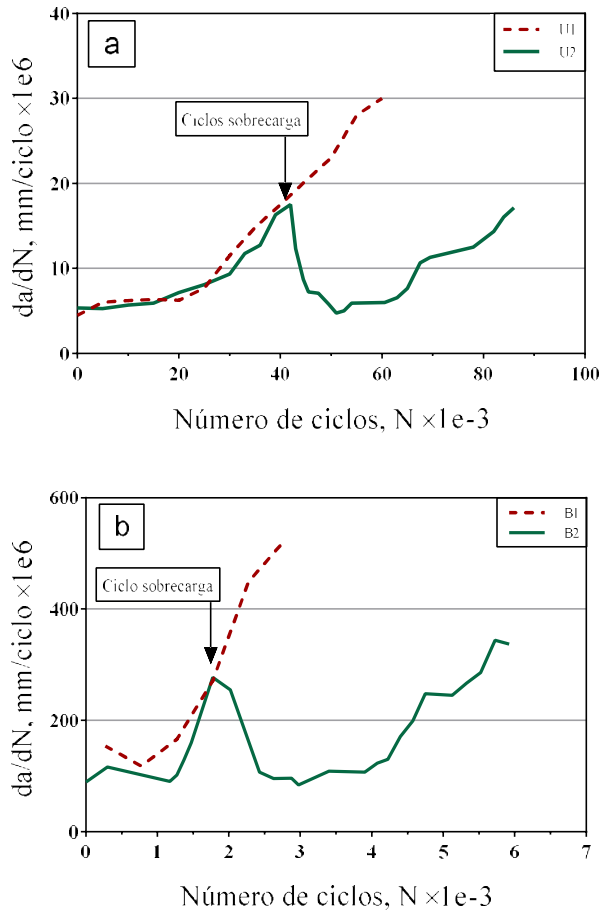 a
U1
U2
Ciclos sobrecarga
da/dN, mm/ciclo ×1e6
40
30
20
10
0
0 20 40 60 80 100
Número de ciclos, N ×1e-3
b
B1
B2
Ciclo sobrecarga
da/dN, mm/ciclo ×1e6
600
400
200
0
0 1 2 3 4 5 6 7
Número de ciclos, N ×1e-3